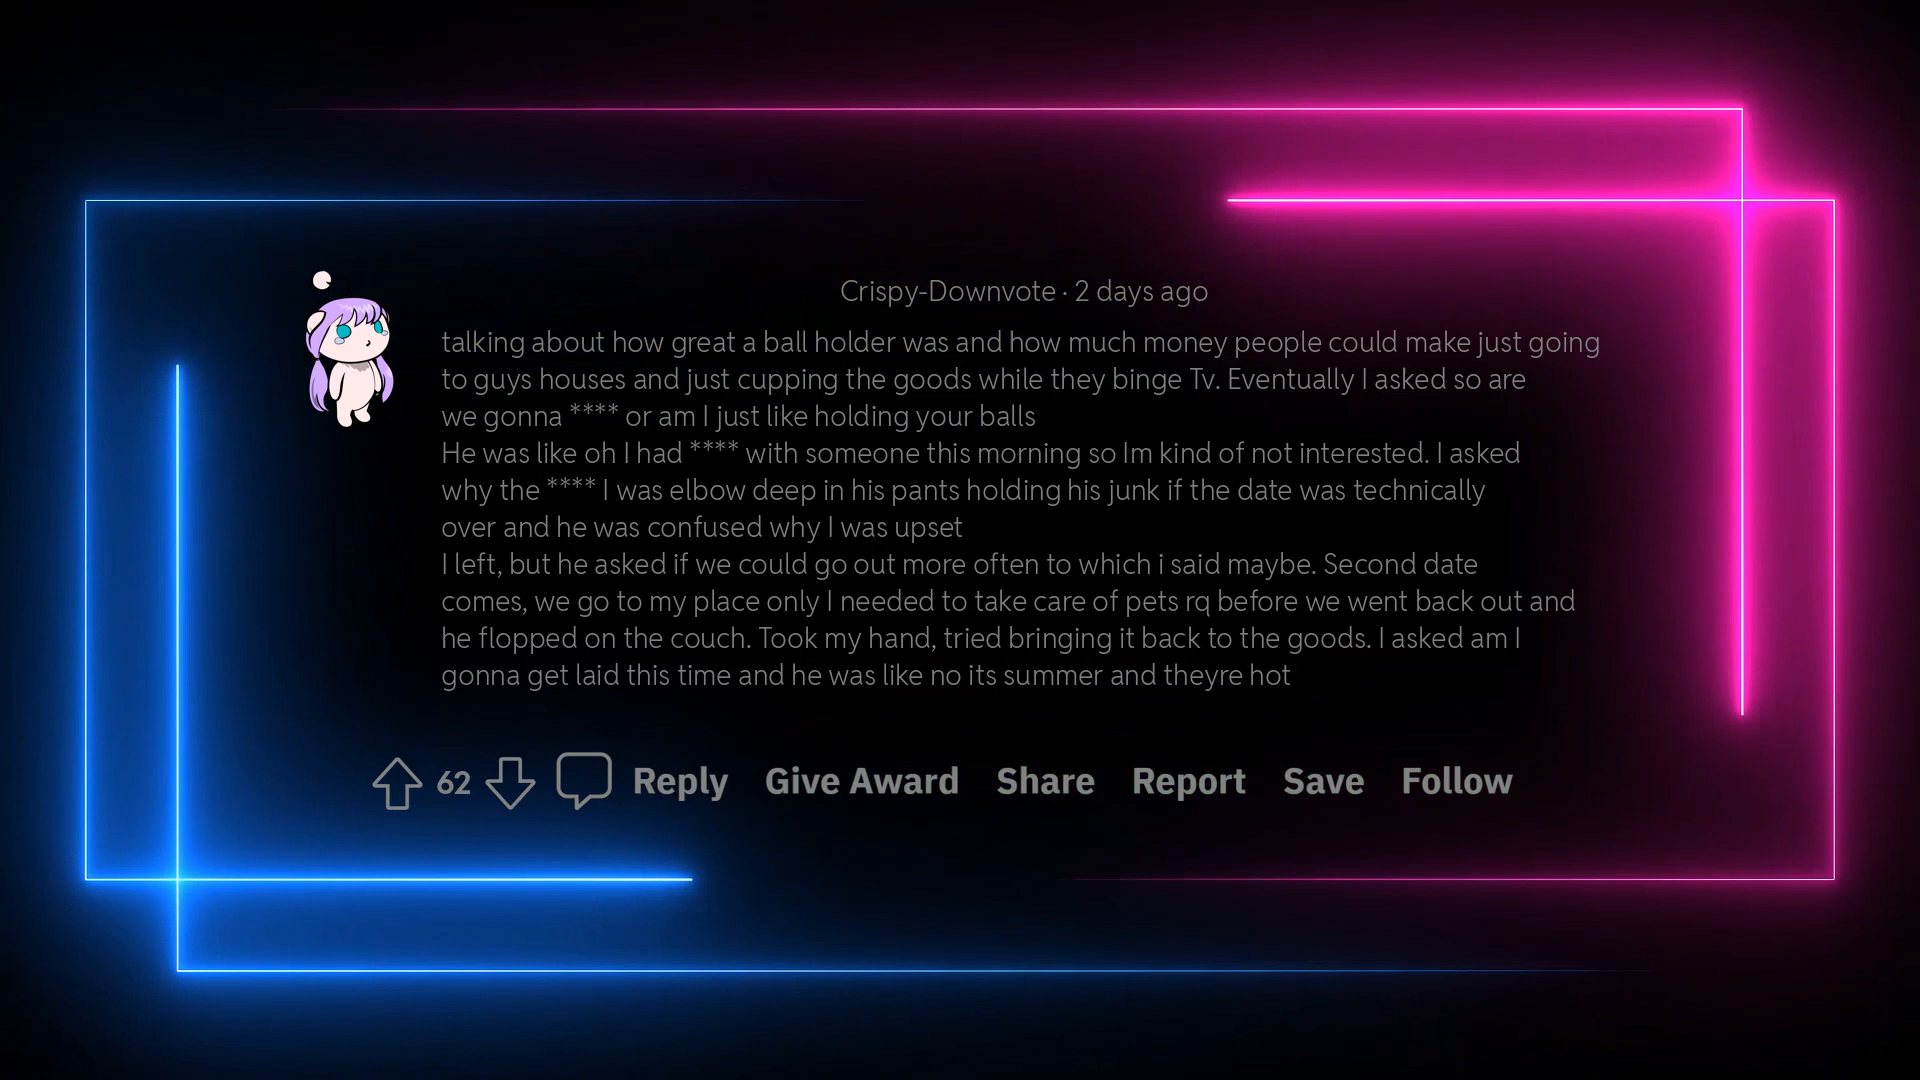 Crispy-Downvote · 2 days ago
talking about how great a ball holder was and how much money people could make just going
to guys houses and just cupping the goods while they binge Tv. Eventually I asked so are
we gonna **** or am I just like holding your balls
He was like oh I had **** with someone this morning so Im kind of not interested. I asked
why the **** I was elbow deep in his pants holding his junk if the date was technically
over and he was confused why I was upset
I left, but he asked if we could go out more often to which i said maybe. Second date
comes, we go to my place only I needed to take care of pets rq before we went back out and
he flopped on the couch. Took my hand, tried bringing it back to the goods. I asked am I
gonna get laid this time and he was like no its summer and theyre hot
62 Reply Give Award Share Report Save Follow